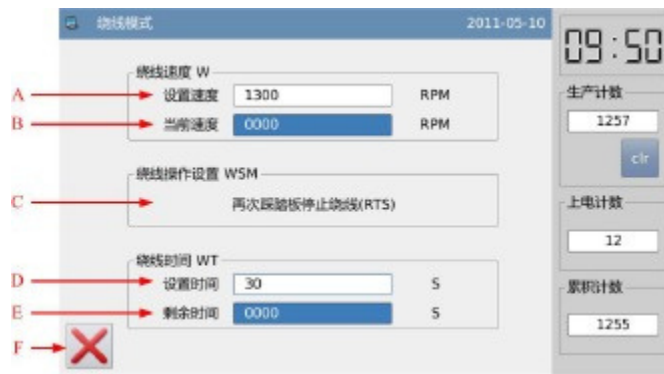 绕线模式 2011-05-10
09:50
绕线速度 W
A 设置速度 1300 RPM
B 当前速度 0000 RPM
绕线操作设置 WSM
C 再次踩踏板停止绕线(RTS)
绕线时间 WT
D 设置时间 30 S
E 剩余时间 0000 S
F
生产计数
1257
clr
上电计数
12
累积计数
1255